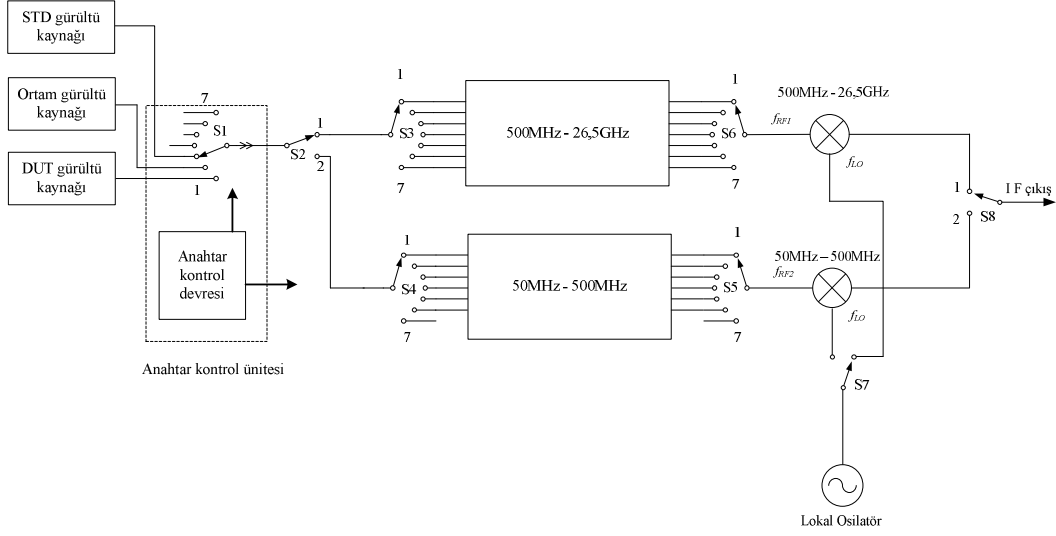 STD gürültü
kaynağı
Ortam gürültü
kaynağı
DUT gürültü
kaynağı
7
S1
1
Anahtar
kontrol
devresi
Anahtar kontrol ünitesi
S2
1
2
1
S3
7
500MHz - 26,5GHz
1
S6
7
500MHz - 26,5GHz
fRF1
fLO
1
S4
7
50MHz - 500MHz
1
S5
7
50MHz – 500MHz
fRF2
fLO
1
2
S8
I F çıkış
S7
Lokal Osilatör